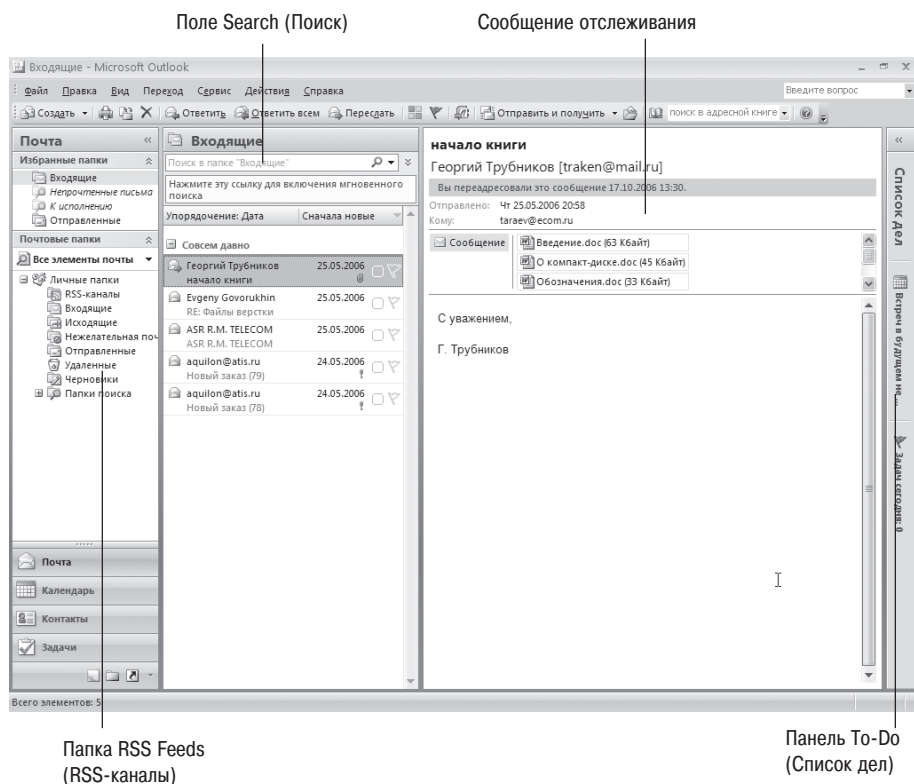 Поле Search (Поиск)
Сообщение отслеживания
Входящие - Microsoft Outlook
Файл Правка Вид Переход Сервис Действия Справка
Введите вопрос
Создать
Ответить
Ответить всем
Переслать
Отправить и получить
поиск в адресной книге
Почта «
Избранные папки
Входящие
Непрочтенные письма
К исполнению
Отправленные
Почтовые папки
Все элементы почты
Личные папки
RSS-каналы
Входящие
Исходящие
Нежелательная поч
Отправленные
Удаленные
Черновики
Папки поиска
Почта
Календарь
Контакты
Задачи
Входящие
Поиск в папке "Входящие"
Нажмите эту ссылку для включения мгновенного
поиска
Упорядочение: Дата Сначала новые
Совсем давно
Георгий Трубников 25.05.2006
начало книги
Evgeny Govorukhin 25.05.2006
RE: Файлы верстки
ASR R.M. TELECOM 25.05.2006
ASR R.M. TELECOM
aquilon@atis.ru 24.05.2006
Новый заказ (79) !
aquilon@atis.ru 24.05.2006
Новый заказ (78) !
начало книги
Георгий Трубников [traken@mail.ru]
Вы переадресовали это сообщение 17.10.2006 13:30.
Отправлено: Чт 25.05.2006 20:58
Кому: taraev@ecom.ru
Сообщение
Введение.doc (63 Кбайт)
О компакт-диске.doc (45 Кбайт)
Обозначения.doc (33 Кбайт)
С уважением,
Г. Трубников
«
Список дел
Встреч в будущем не ...
Задач сегодня: 0
Всего элементов: 5
Папка RSS Feeds
(RSS-каналы)
Панель To-Do
(Список дел)